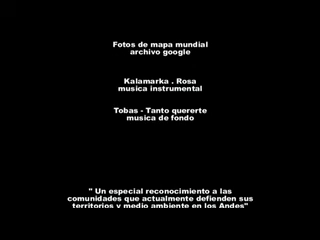 Fotos de mapa mundial
archivo google
Kalamarka . Rosa
musica instrumental
Tobas - Tanto quererte
musica de fondo
" Un especial reconocimiento a las
comunidades que actualmente defienden sus
territorios y medio ambiente en los Andes"